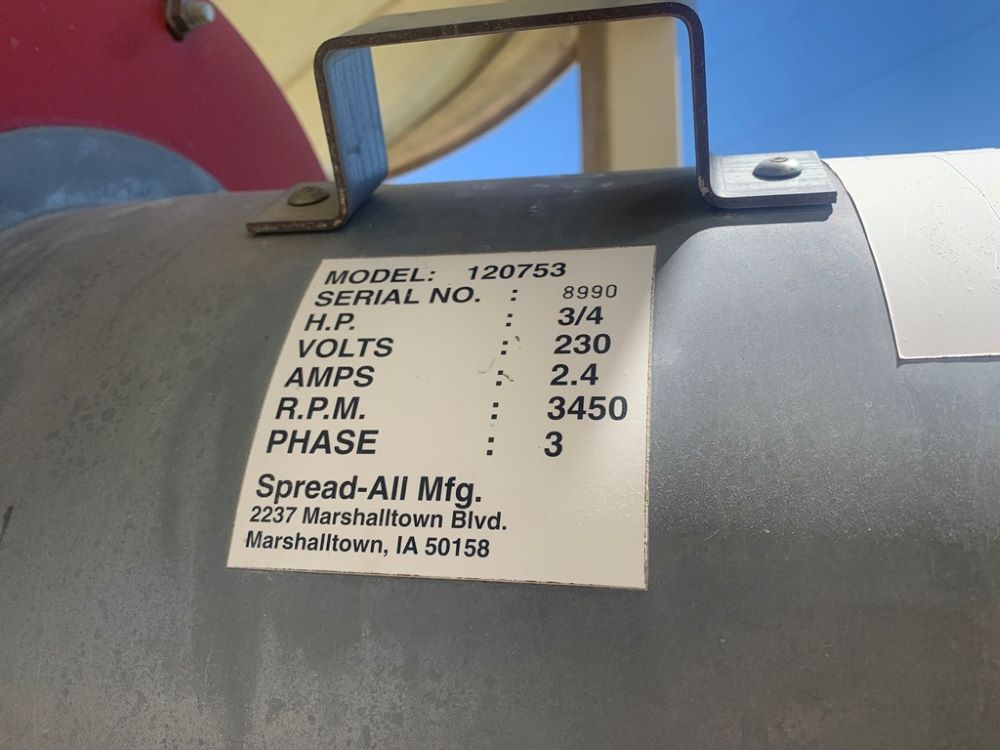 MODEL: 120753
SERIAL NO. : 8990
H.P. : 3/4
VOLTS : 230
AMPS : 2.4
R.P.M. : 3450
PHASE : 3
Spread-All Mfg.
2237 Marshalltown Blvd.
Marshalltown, IA 50158